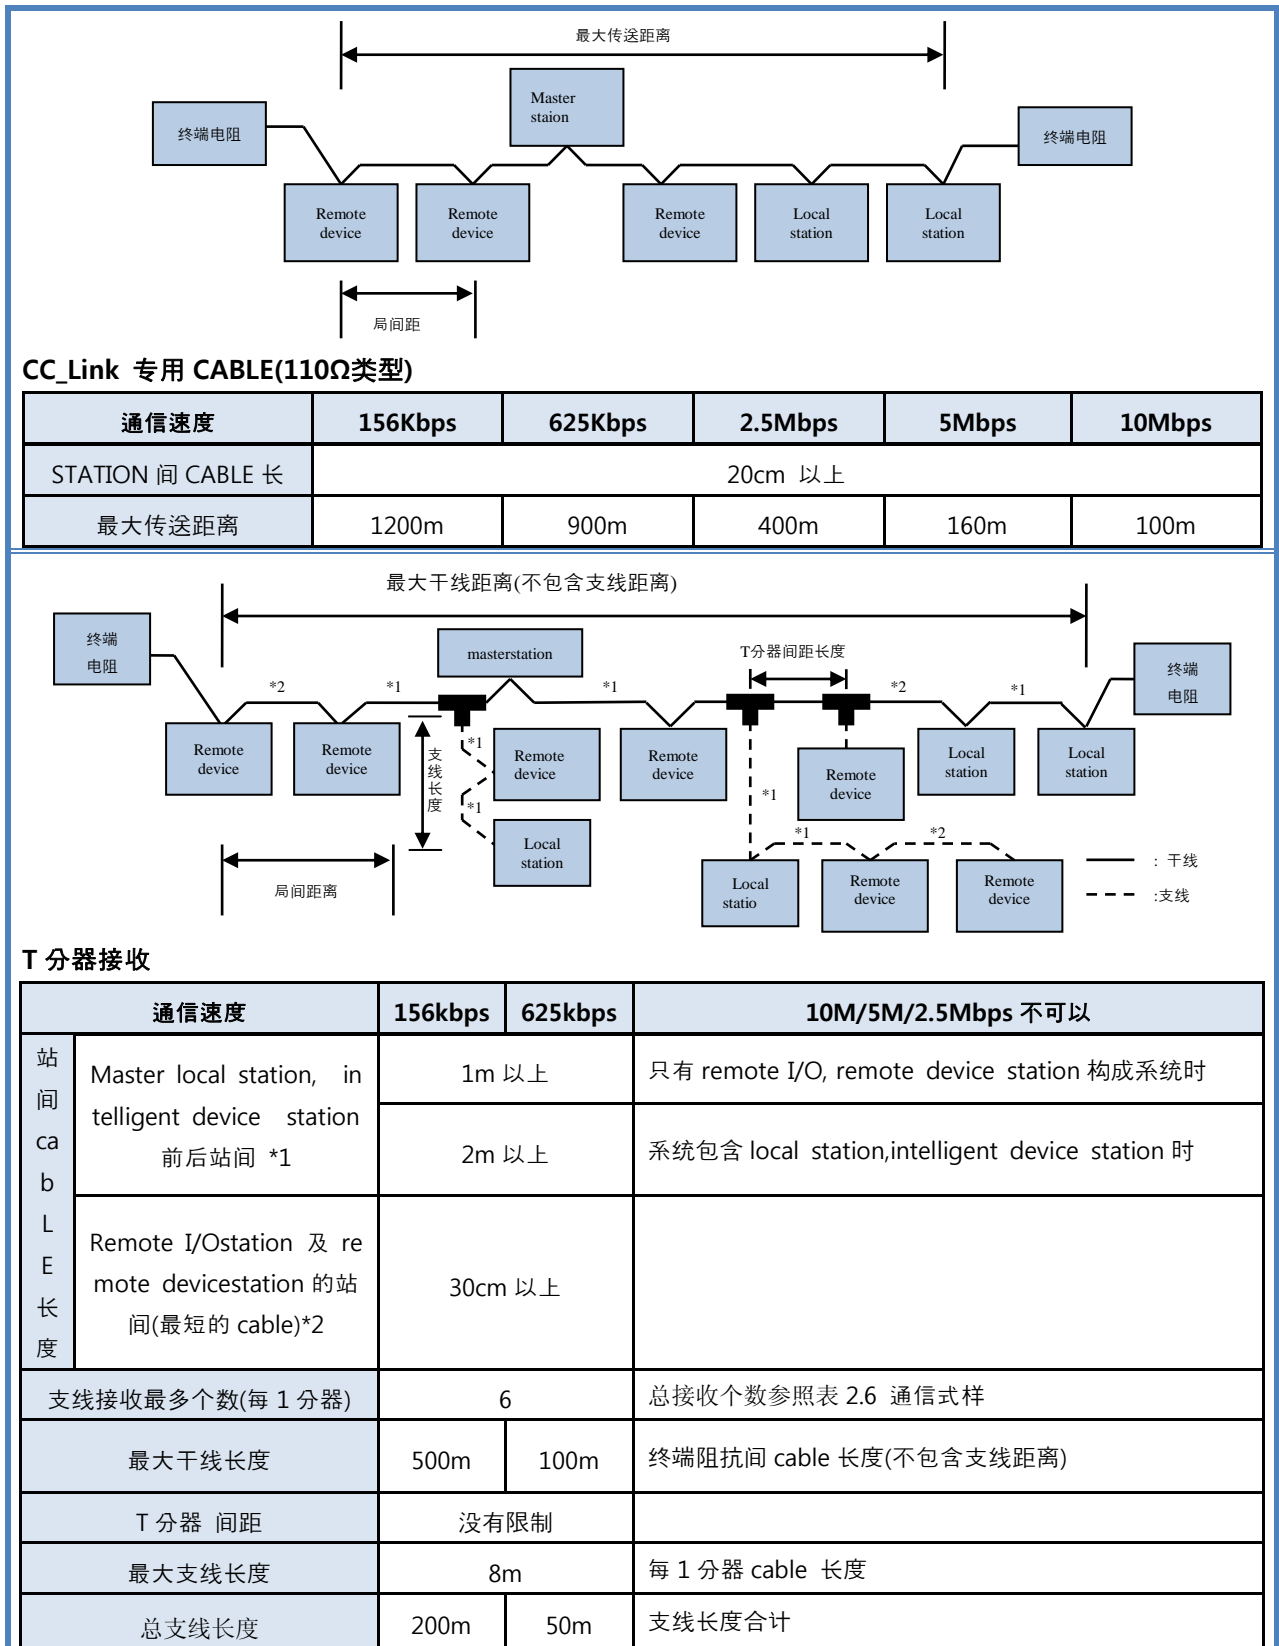 最大传送距离
Master
staion
终端电阻
终端电阻
Remote
device
Remote
device
Remote
device
Local
station
Local
station
局间距
CC_Link 专用 CABLE(110Ω类型)
通信速度 156Kbps 625Kbps 2.5Mbps 5Mbps 10Mbps
STATION 间 CABLE 长 20cm 以上
最大传送距离 1200m 900m 400m 160m 100m
最大干线距离(不包含支线距离)
终端
电阻
masterstation
T分器间距长度
终端
电阻
*2
*1
*1
*2
*1
Remote
device
Remote
device
支线长度
*1
Remote
device
*1
Local
station
Remote
device
*1
Remote
device
Local
station
Local
station
局间距离
*1
*2
Local
statio
Remote
device
Remote
device
: 干线
:支线
T 分器接收
通信速度 156kbps 625kbps 10M/5M/2.5Mbps 不可以
站
间
ca
b
L
E
长
度
Master local station, in
telligent device station
前后站间 *1
1m 以上 只有 remote I/O, remote device station 构成系统时
2m 以上 系统包含 local station,intelligent device station 时
Remote I/Ostation 及 re
mote devicestation 的站
间(最短的 cable)*2
30cm 以上
支线接收最多个数(每 1 分器) 6 总接收个数参照表 2.6 通信式样
最大干线长度 500m 100m 终端阻抗间 cable 长度(不包含支线距离)
T 分器 间距 没有限制
最大支线长度 8m 每 1 分器 cable 长度
总支线长度 200m 50m 支线长度合计